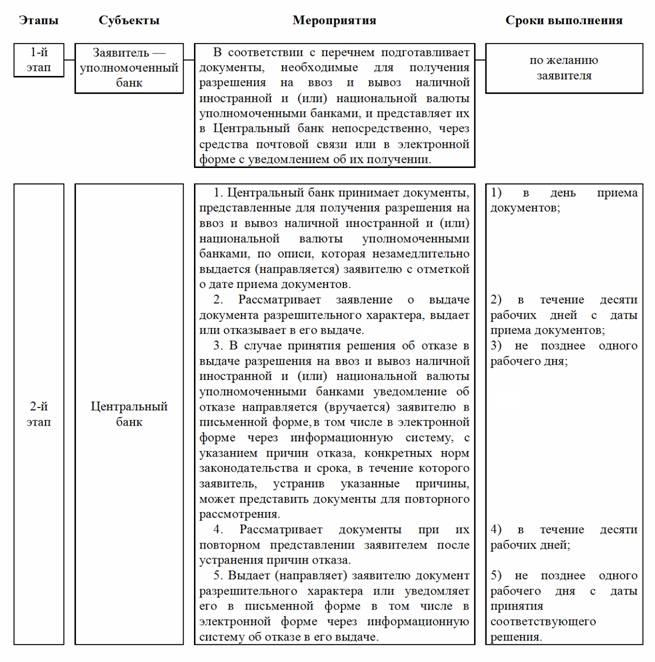 Этапы Субъекты Мероприятия Сроки выполнения
1-й
этап
Заявитель —
уполномоченный
банк
В соответствии с перечнем подготавливает
документы, необходимые для получения
разрешения на ввоз и вывоз наличной
иностранной и (или) национальной валюты
уполномоченными банками, и представляет их
в Центральный банк непосредственно, через
средства почтовой связи или в электронной
форме с уведомлением об их получении.
по желанию
заявителя
2-й
этап
Центральный
банк
1. Центральный банк принимает документы,
представленные для получения разрешения на
ввоз и вывоз наличной иностранной и (или)
национальной валюты уполномоченными
банками, по описи, которая незамедлительно
выдается (направляется) заявителю с отметкой
о дате приема документов.
2. Рассматривает заявление о выдаче
документа разрешительного характера, выдает
или отказывает в его выдаче.
3. В случае принятия решения об отказе в
выдаче разрешения на ввоз и вывоз наличной
иностранной и (или) национальной валюты
уполномоченными банками уведомление об
отказе направляется (вручается) заявителю в
письменной форме, в том числе в электронной
форме через информационную систему, с
указанием причин отказа, конкретных норм
законодательства и срока, в течение которого
заявитель, устранив указанные причины,
может представить документы для повторного
рассмотрения.
4. Рассматривает документы при их
повторном представлении заявителем после
устранения причин отказа.
5. Выдает (направляет) заявителю документ
разрешительного характера или уведомляет
его в письменной форме в том числе в
электронной форме через информационную
систему об отказе в его выдаче.
1) в день приема
документов;
2) в течение десяти
рабочих дней с даты
приема документов;
3) не позднее одного
рабочего дня;
4) в течение десяти
рабочих дней;
5) не позднее одного
рабочего дня с даты
принятия
соответствующего
решения.